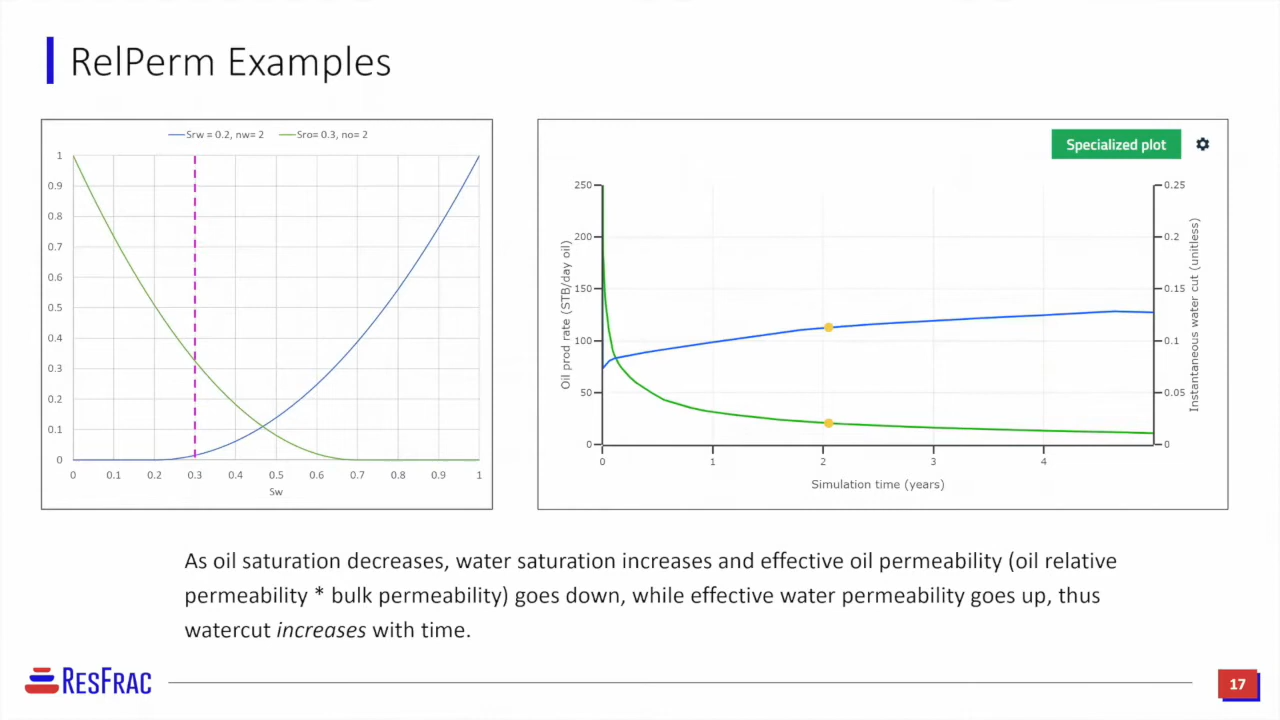 RelPerm Examples
Srw = 0.2, nw= 2 Sro= 0.3, no= 2
1
0.9
0.8
0.7
0.6
0.5
0.4
0.3
0.2
0.1
0
0 0.1 0.2 0.3 0.4 0.5 0.6 0.7 0.8 0.9 1
Sw
Specialized plot
250
200
150
100
50
0
Oil prod rate (STB/day oil)
0.25
0.2
0.15
0.1
0.05
0
Instantaneous water cut (unitless)
0 1 2 3 4
Simulation time (years)
As oil saturation decreases, water saturation increases and effective oil permeability (oil relative
permeability * bulk permeability) goes down, while effective water permeability goes up, thus
watercut increases with time.
RESFRAC
17